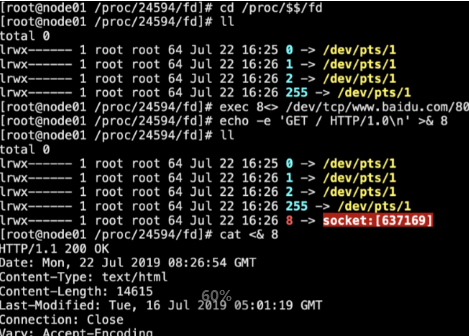 [root@node01 /proc/24594/fd]# cd /proc/$$/fd
[root@node01 /proc/24594/fd]# ll
total 0
lrwx------ 1 root root 64 Jul 22 16:25 0 -> /dev/pts/1
lrwx------ 1 root root 64 Jul 22 16:25 1 -> /dev/pts/1
lrwx------ 1 root root 64 Jul 22 16:25 2 -> /dev/pts/1
lrwx------ 1 root root 64 Jul 22 16:25 255 -> /dev/pts/1
[root@node01 /proc/24594/fd]# exec 8<> /dev/tcp/www.baidu.com/80
[root@node01 /proc/24594/fd]# echo -e 'GET / HTTP/1.0\n' >& 8
[root@node01 /proc/24594/fd]# ll
total 0
lrwx------ 1 root root 64 Jul 22 16:25 0 -> /dev/pts/1
lrwx------ 1 root root 64 Jul 22 16:26 1 -> /dev/pts/1
lrwx------ 1 root root 64 Jul 22 16:26 2 -> /dev/pts/1
lrwx------ 1 root root 64 Jul 22 16:26 255 -> /dev/pts/1
lrwx------ 1 root root 64 Jul 22 16:26 8 -> socket:[637169]
[root@node01 /proc/24594/fd]# cat <& 8
HTTP/1.1 200 OK
Date: Mon, 22 Jul 2019 08:26:54 GMT
Content-Type: text/html
Content-Length: 14615
60%
Last-Modified: Tue, 16 Jul 2019 05:01:19 GMT
Connection: Close
Vary: Accept-Encoding